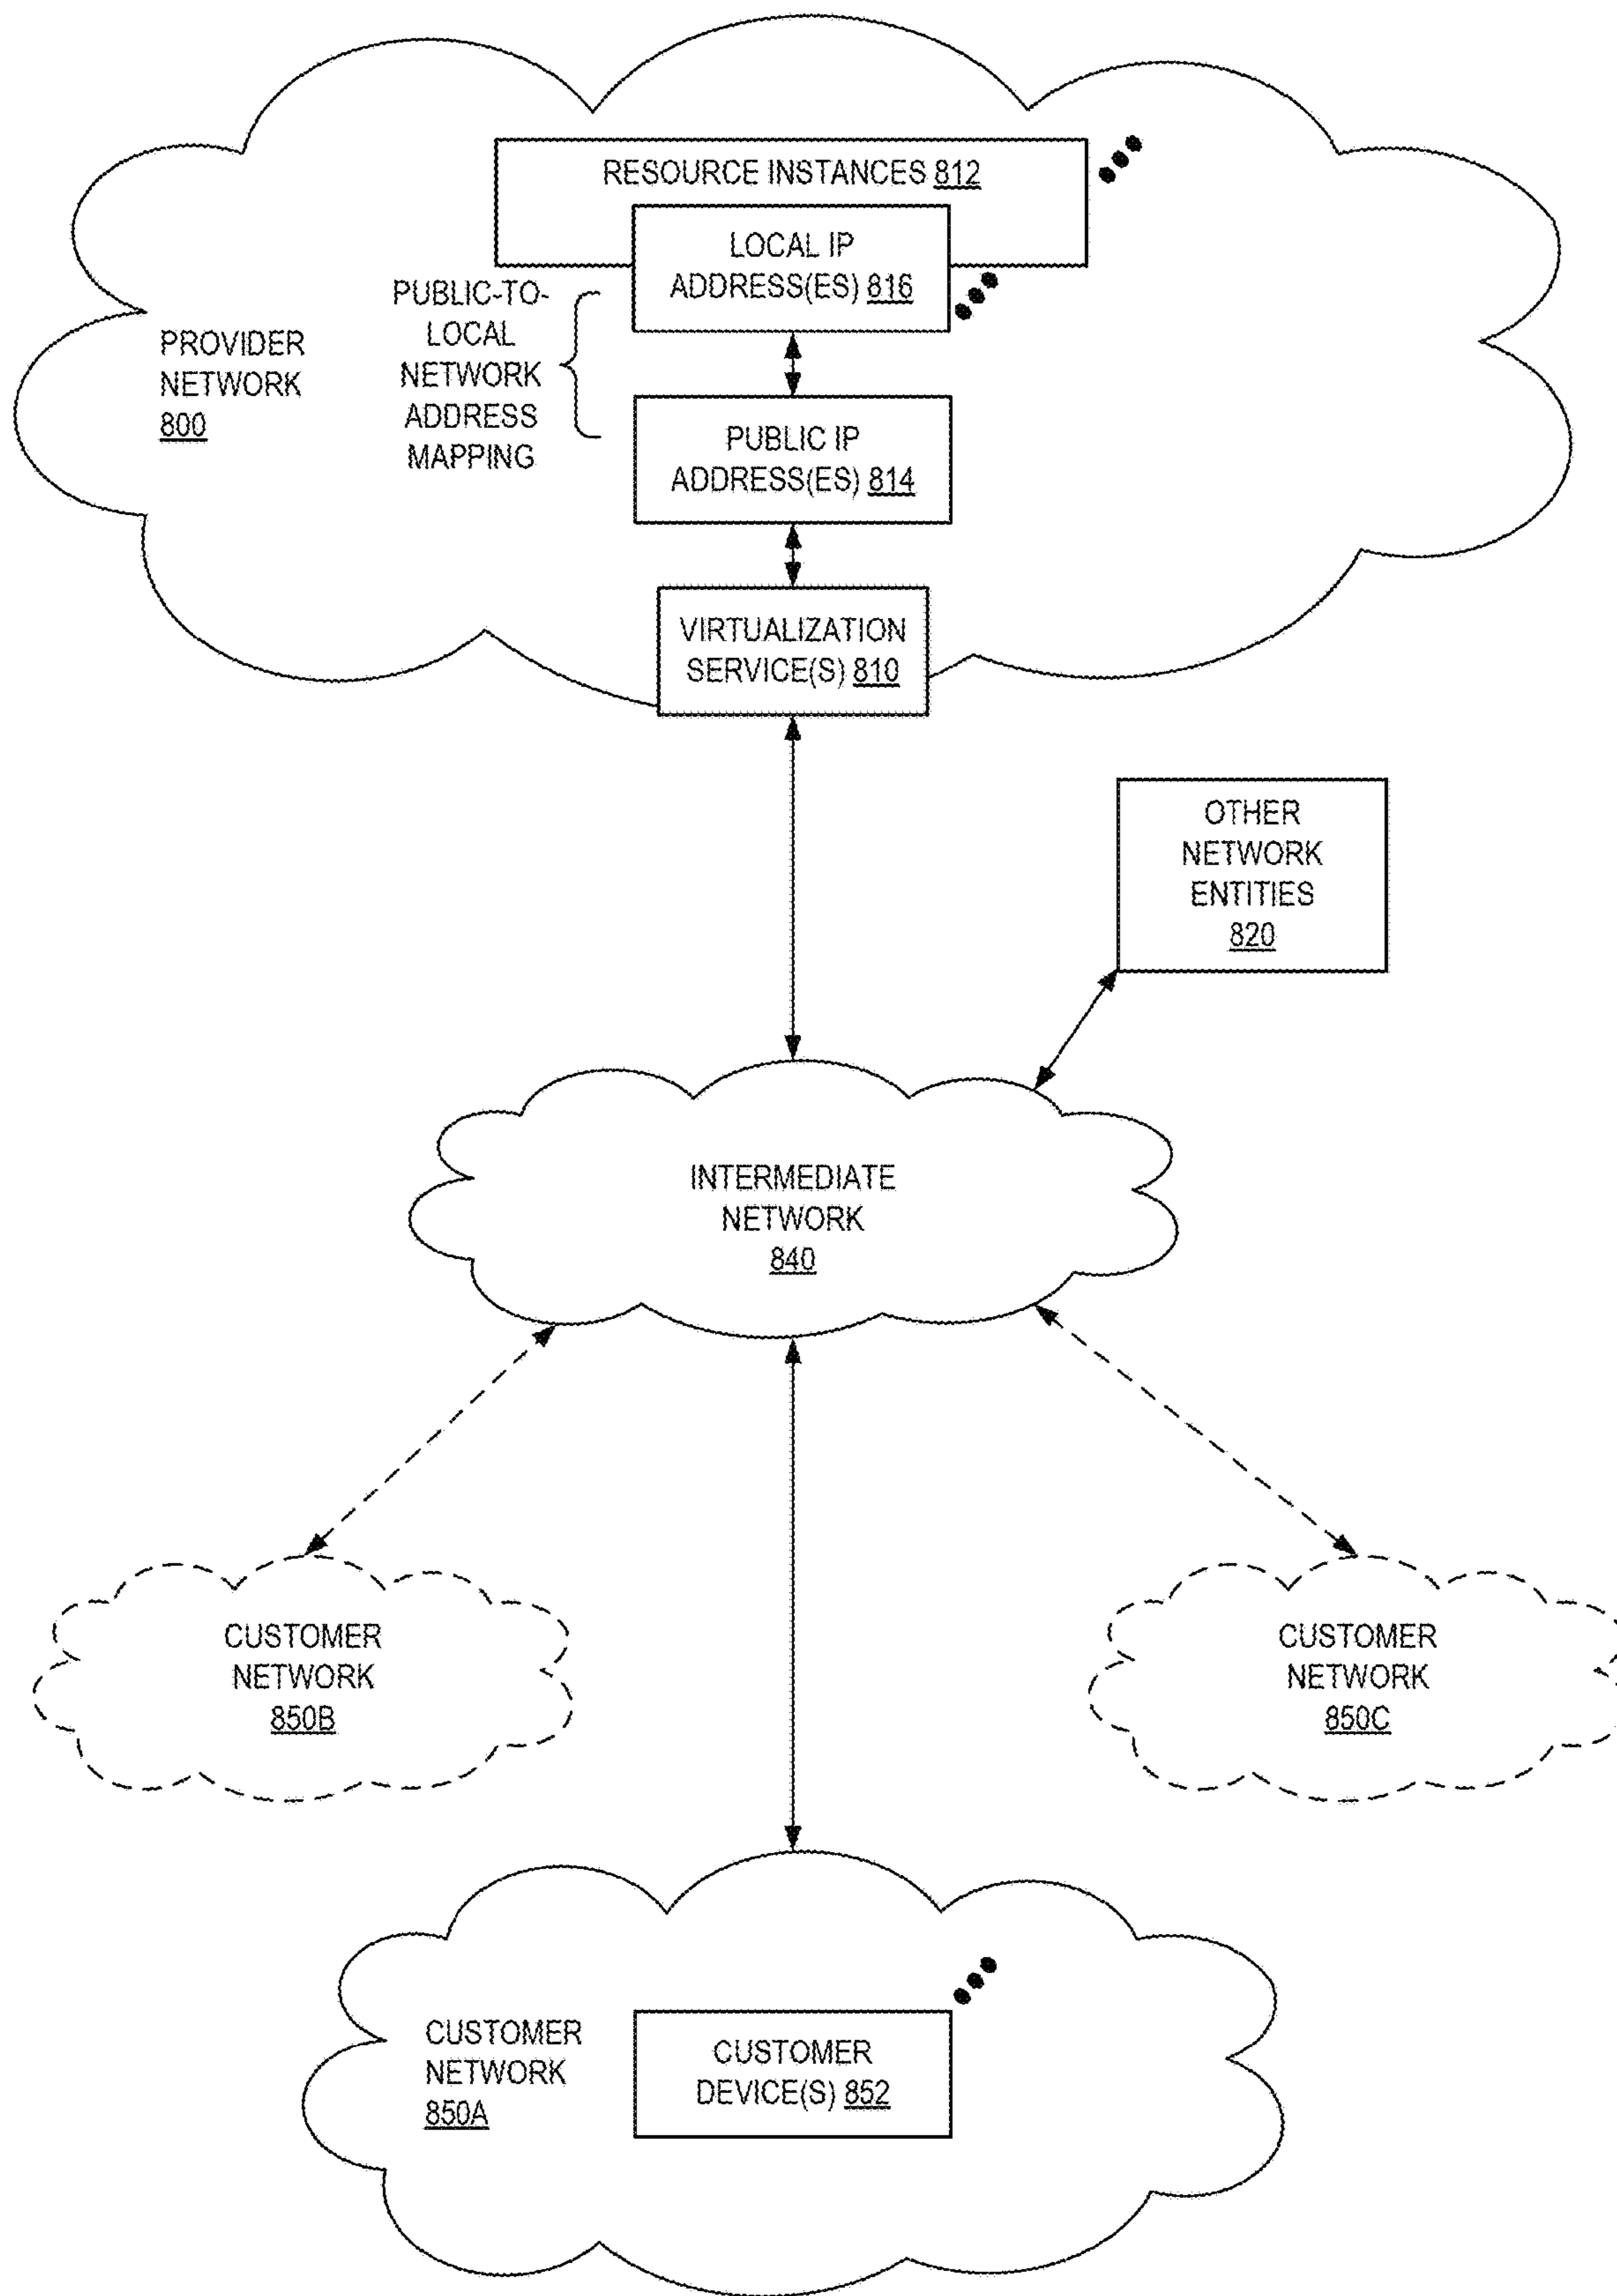 RESOURCE INSTANCES 812
LOCAL IP
ADDRESS(ES) 816
PUBLIC-TO-
LOCAL
NETWORK
ADDRESS
MAPPING
PROVIDER
NETWORK
800
PUBLIC IP
ADDRESS(ES) 814
VIRTUALIZATION
SERVICE(S) 810
OTHER
NETWORK
ENTITIES
820
INTERMEDIATE
NETWORK
840
CUSTOMER
NETWORK
850B
CUSTOMER
NETWORK
850C
CUSTOMER
NETWORK
850A
CUSTOMER
DEVICE(S) 852